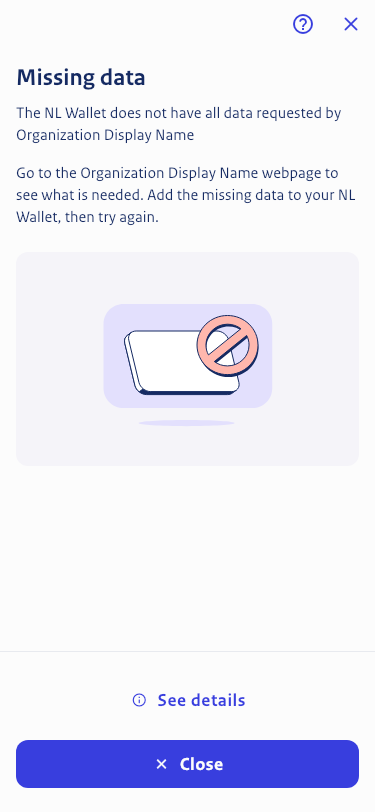 Missing data
The NL Wallet does not have all data requested by
Organization Display Name
Go to the Organization Display Name webpage to
see what is needed. Add the missing data to your NL
Wallet, then try again.
See details
Close